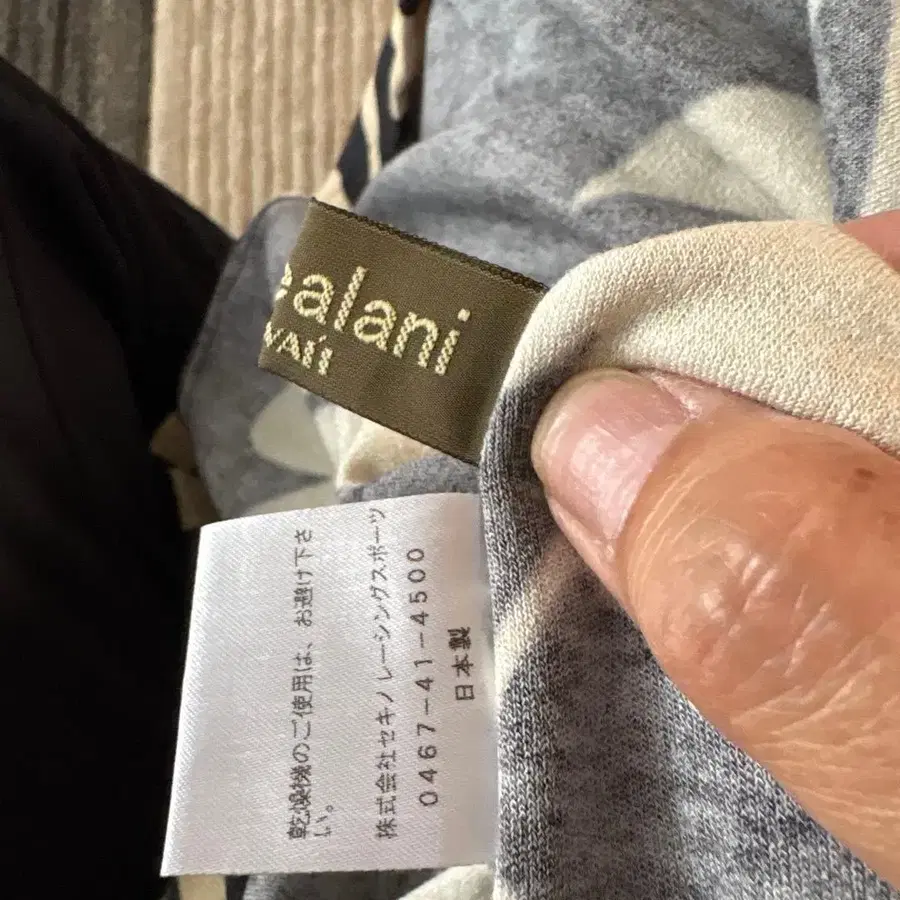 ealani
waii
乾燥機のご使用は、お避け下さ
い。
株式会社セキノレーシングスポーツ
0467-41-4500
日本製